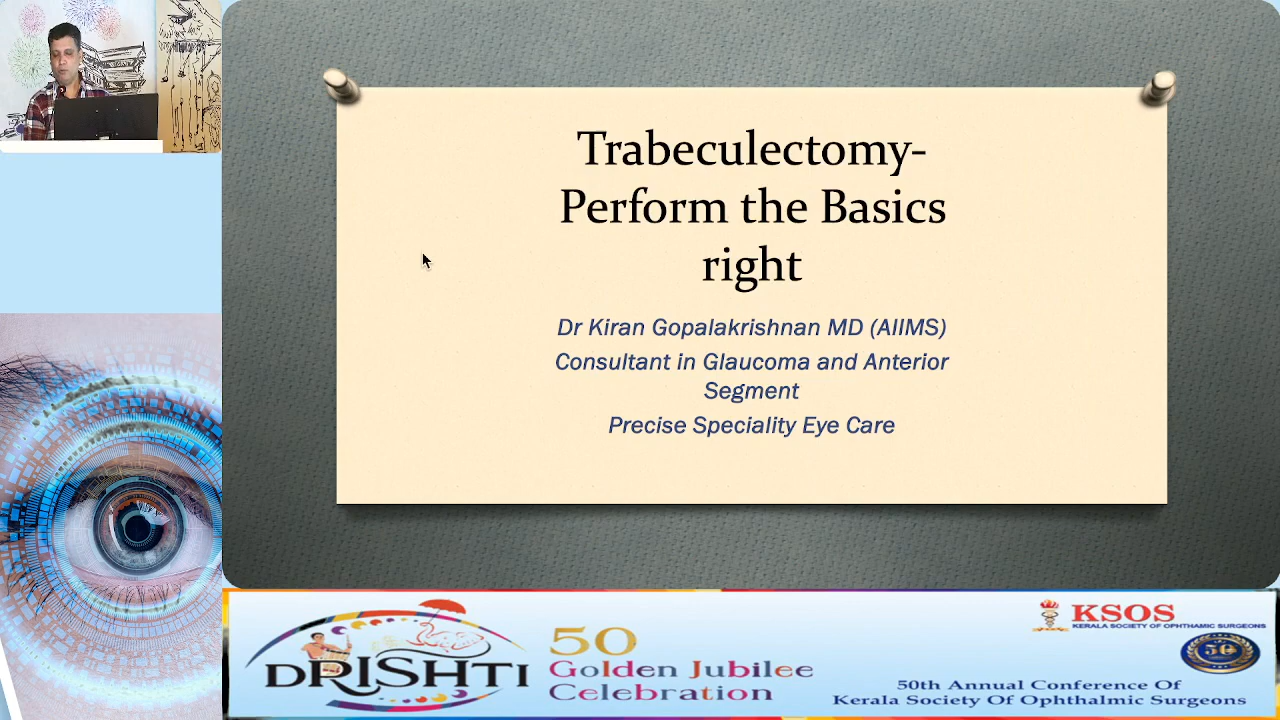 Trabeculectomy-
Perform the Basics
right
Dr Kiran Gopalakrishnan MD (AIIMS)
Consultant in Glaucoma and Anterior
Segment
Precise Speciality Eye Care
DRISHTI
50
Golden Jubilee
Celebration
KSOS
KERALA SOCIETY OF OPHTHAMIC SURGEONS
50
50th Annual Conference Of
Kerala Society Of Ophthalmic Surgeons